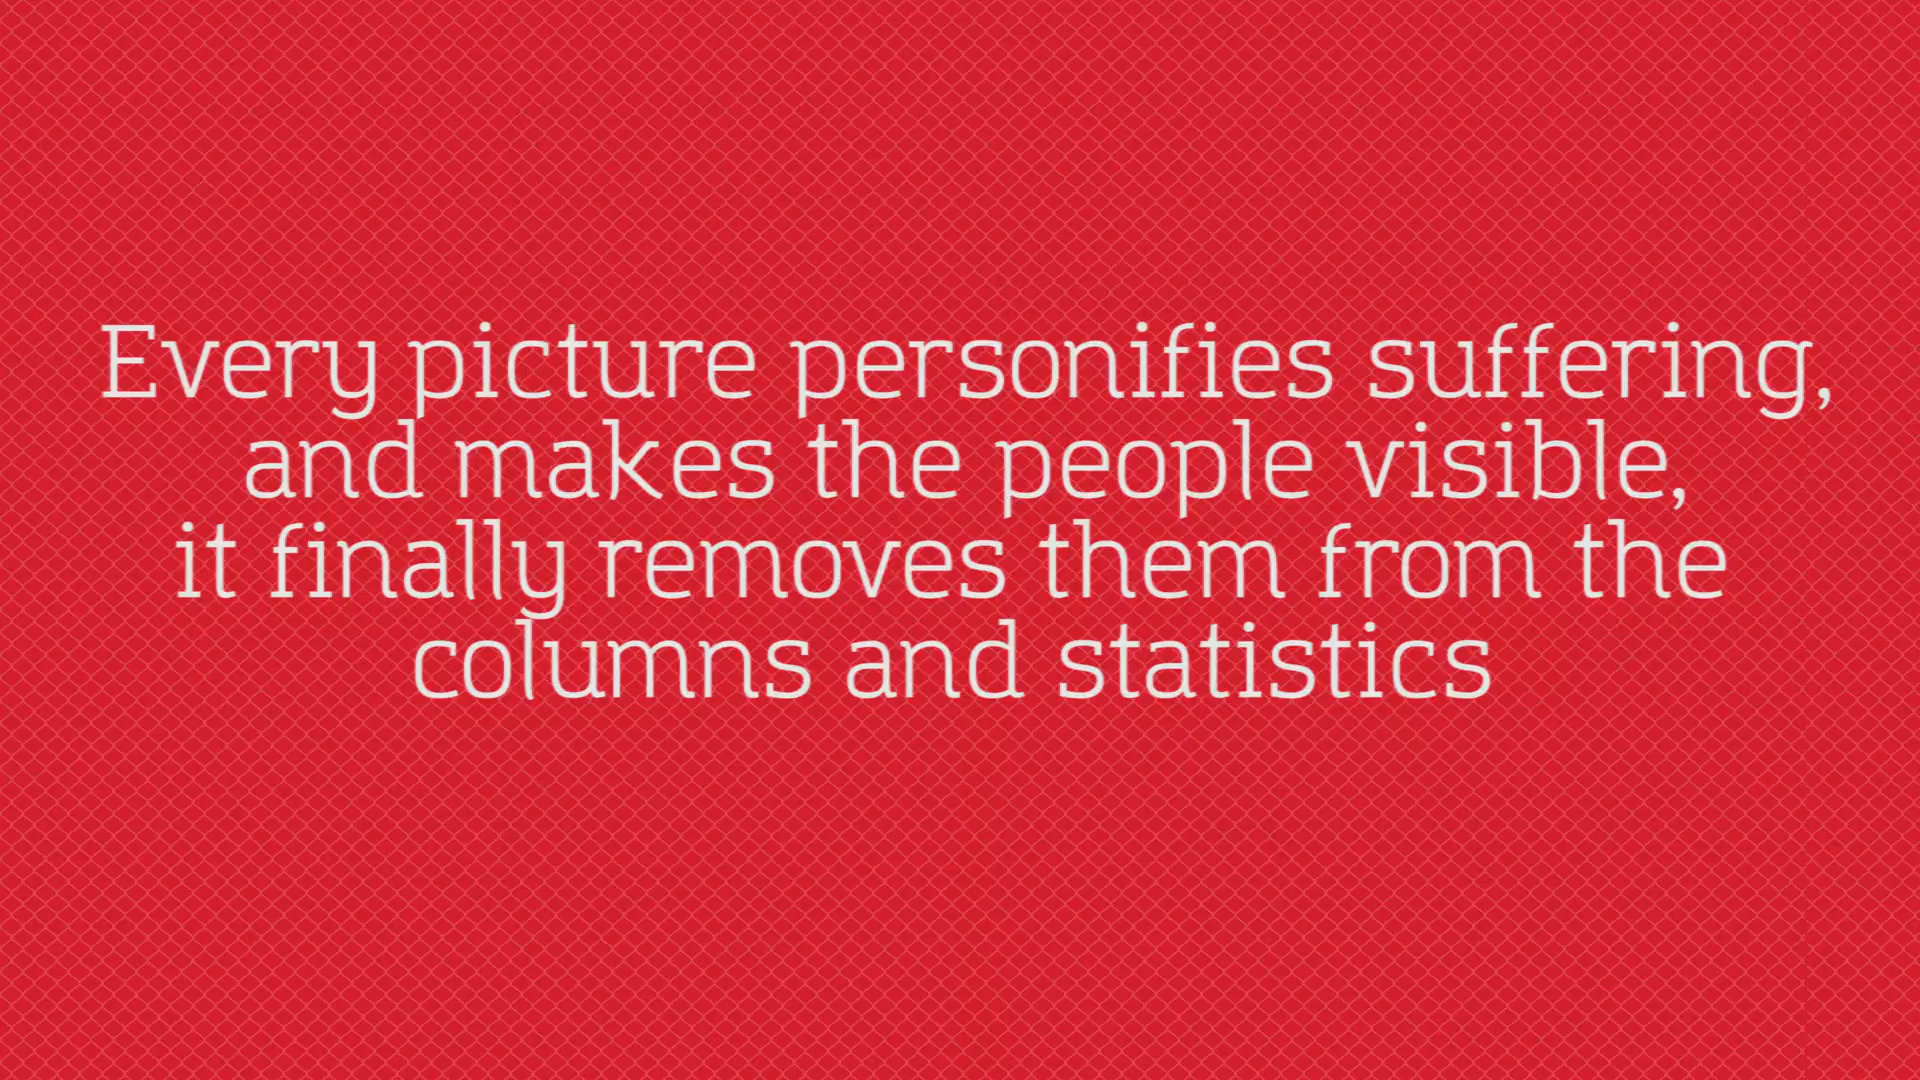 Every picture personifies suffering,
and makes the people visible,
it finally removes them from the
columns and statistics